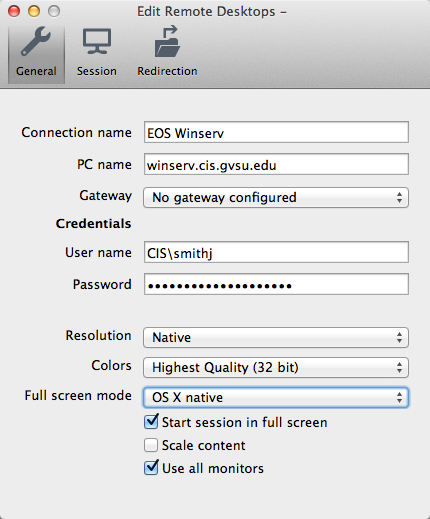 Edit Remote Desktops –
General Session Redirection
Connection name EOS Winserv
PC name winserv.cis.gvsu.edu
Gateway No gateway configured
Credentials
User name CIS\smithj
Password ••••••••••••••••••••
Resolution Native
Colors Highest Quality (32 bit)
Full screen mode OS X native
Start session in full screen
Scale content
Use all monitors